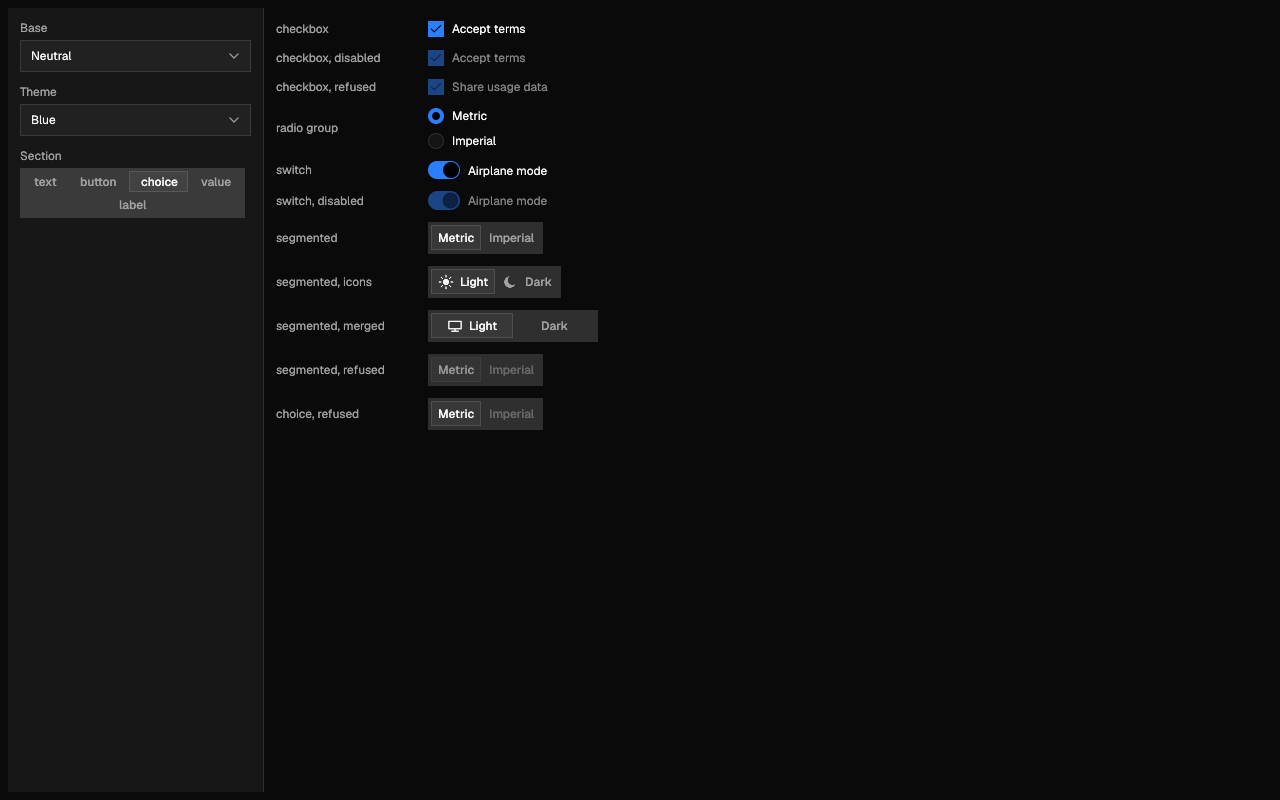 Base
Neutral
Theme
Blue
Section
text button choice value
label
checkbox Accept terms
checkbox, disabled Accept terms
checkbox, refused Share usage data
radio group Metric
Imperial
switch Airplane mode
switch, disabled Airplane mode
segmented Metric Imperial
segmented, icons Light Dark
segmented, merged Light Dark
segmented, refused Metric Imperial
choice, refused Metric Imperial